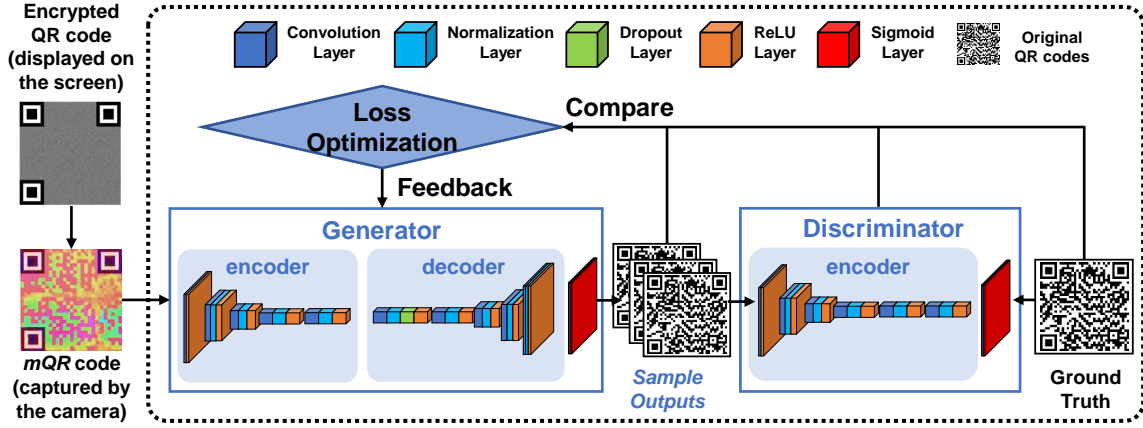 Encrypted
QR code
(displayed on
the screen)
Convolution
Layer
Normalization
Layer
Dropout
Layer
ReLU
Layer
Sigmoid
Layer
Original
QR codes
Loss
Optimization
Compare
Feedback
Generator
encoder
decoder
Discriminator
encoder
mQR code
(captured by
the camera)
Sample
Outputs
Ground
Truth